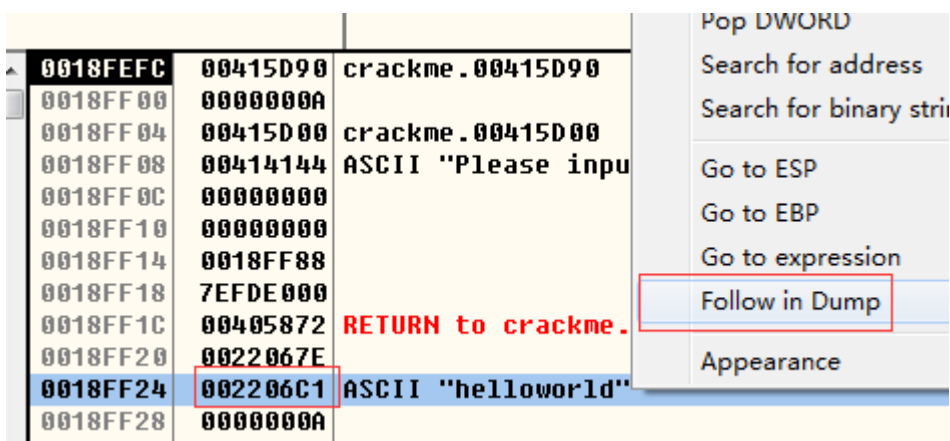 Pop DWORD
0018FEFC 00415D90 crackme.00415D90
Search for address
0018FF00 0000000A
Search for binary
0018FF04 00415D00 crackme.00415D00
0018FF08 00414144 ASCII "Please
Go to ESP
0018FF0C 00000000
0018FF10 00000000
Go to EBP
0018FF14 0018FF88
Go to expression
0018FF18 7EFDE000
Follow in Dump
0018FF1C 00405872 RETURN to crackme.
0018FF20 0022067E
Appearance
0018FF24 002206C1 ASCII "helloworld"
0018FF28 0000000A